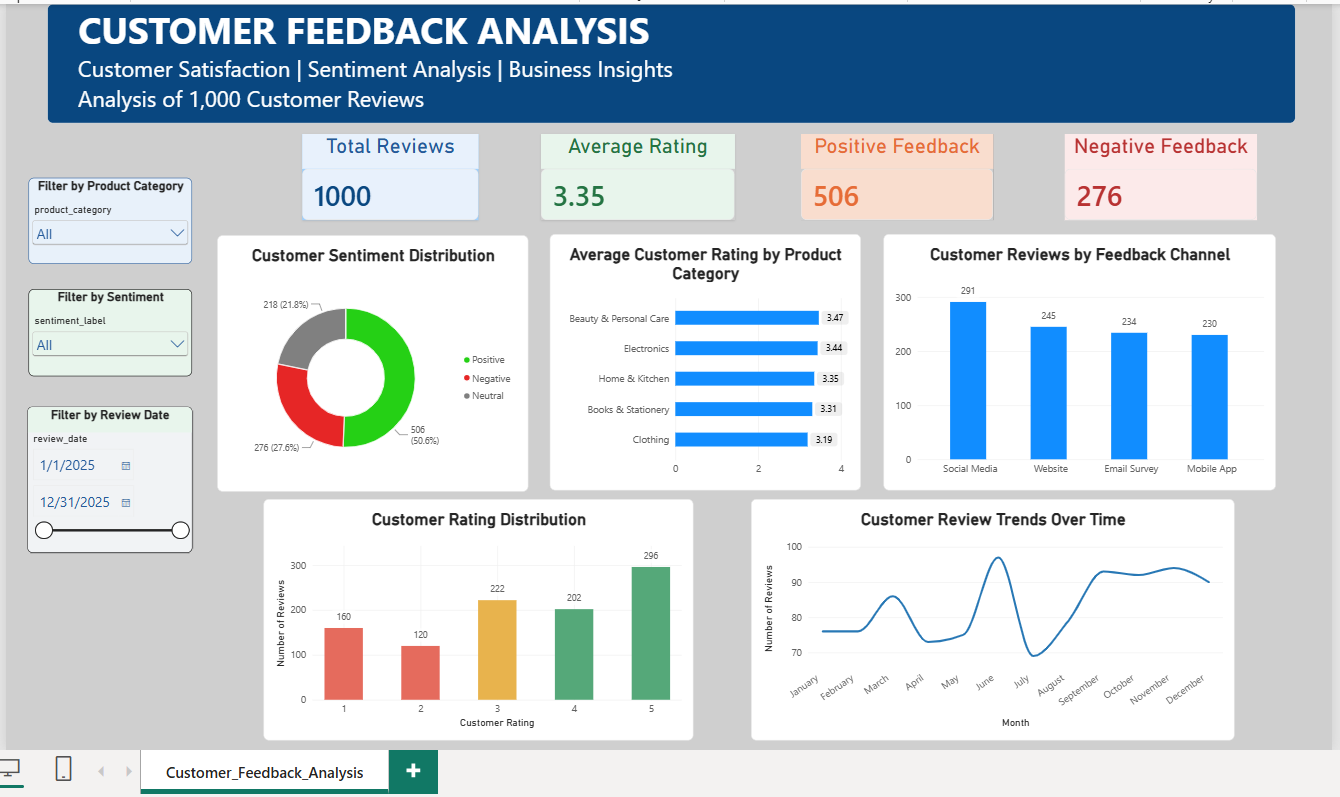 CUSTOMER FEEDBACK ANALYSIS
Customer Satisfaction | Sentiment Analysis | Business Insights
Analysis of 1,000 Customer Reviews
Total Reviews
1000
Average Rating
3.35
Positive Feedback
506
Negative Feedback
276
Filter by Product Category
product_category
All
Filter by Sentiment
sentiment_label
All
Filter by Review Date
review_date
1/1/2025
12/31/2025
Customer Sentiment Distribution
218 (21.8%)
276 (27.6%)
506
(50.6%)
Positive
Negative
Neutral
Average Customer Rating by Product
Category
Beauty & Personal Care 3.47
Electronics 3.44
Home & Kitchen 3.35
Books & Stationery 3.31
Clothing 3.19
0 2 4
Customer Reviews by Feedback Channel
300
200
100
0
291 245 234 230
Social Media Website Email Survey Mobile App
Customer Rating Distribution
Number of Reviews
300
200
100
0
160 120 222 202 296
1 2 3 4 5
Customer Rating
Customer Review Trends Over Time
Number of Reviews
100
90
80
70
January February March April May June July August September October November December
Month
Customer_Feedback_Analysis